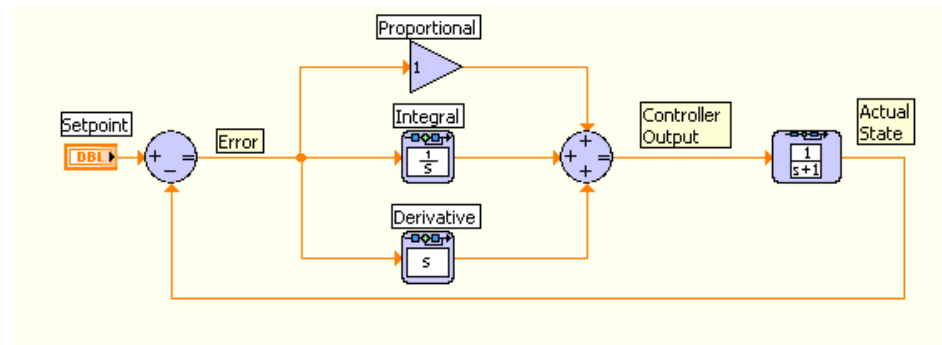 Proportional
1
Integral
1
s
Derivative
s
Setpoint
DBL
+
−
=
Error
+
+
+
=
Controller
Output
1
s+1
Actual
State